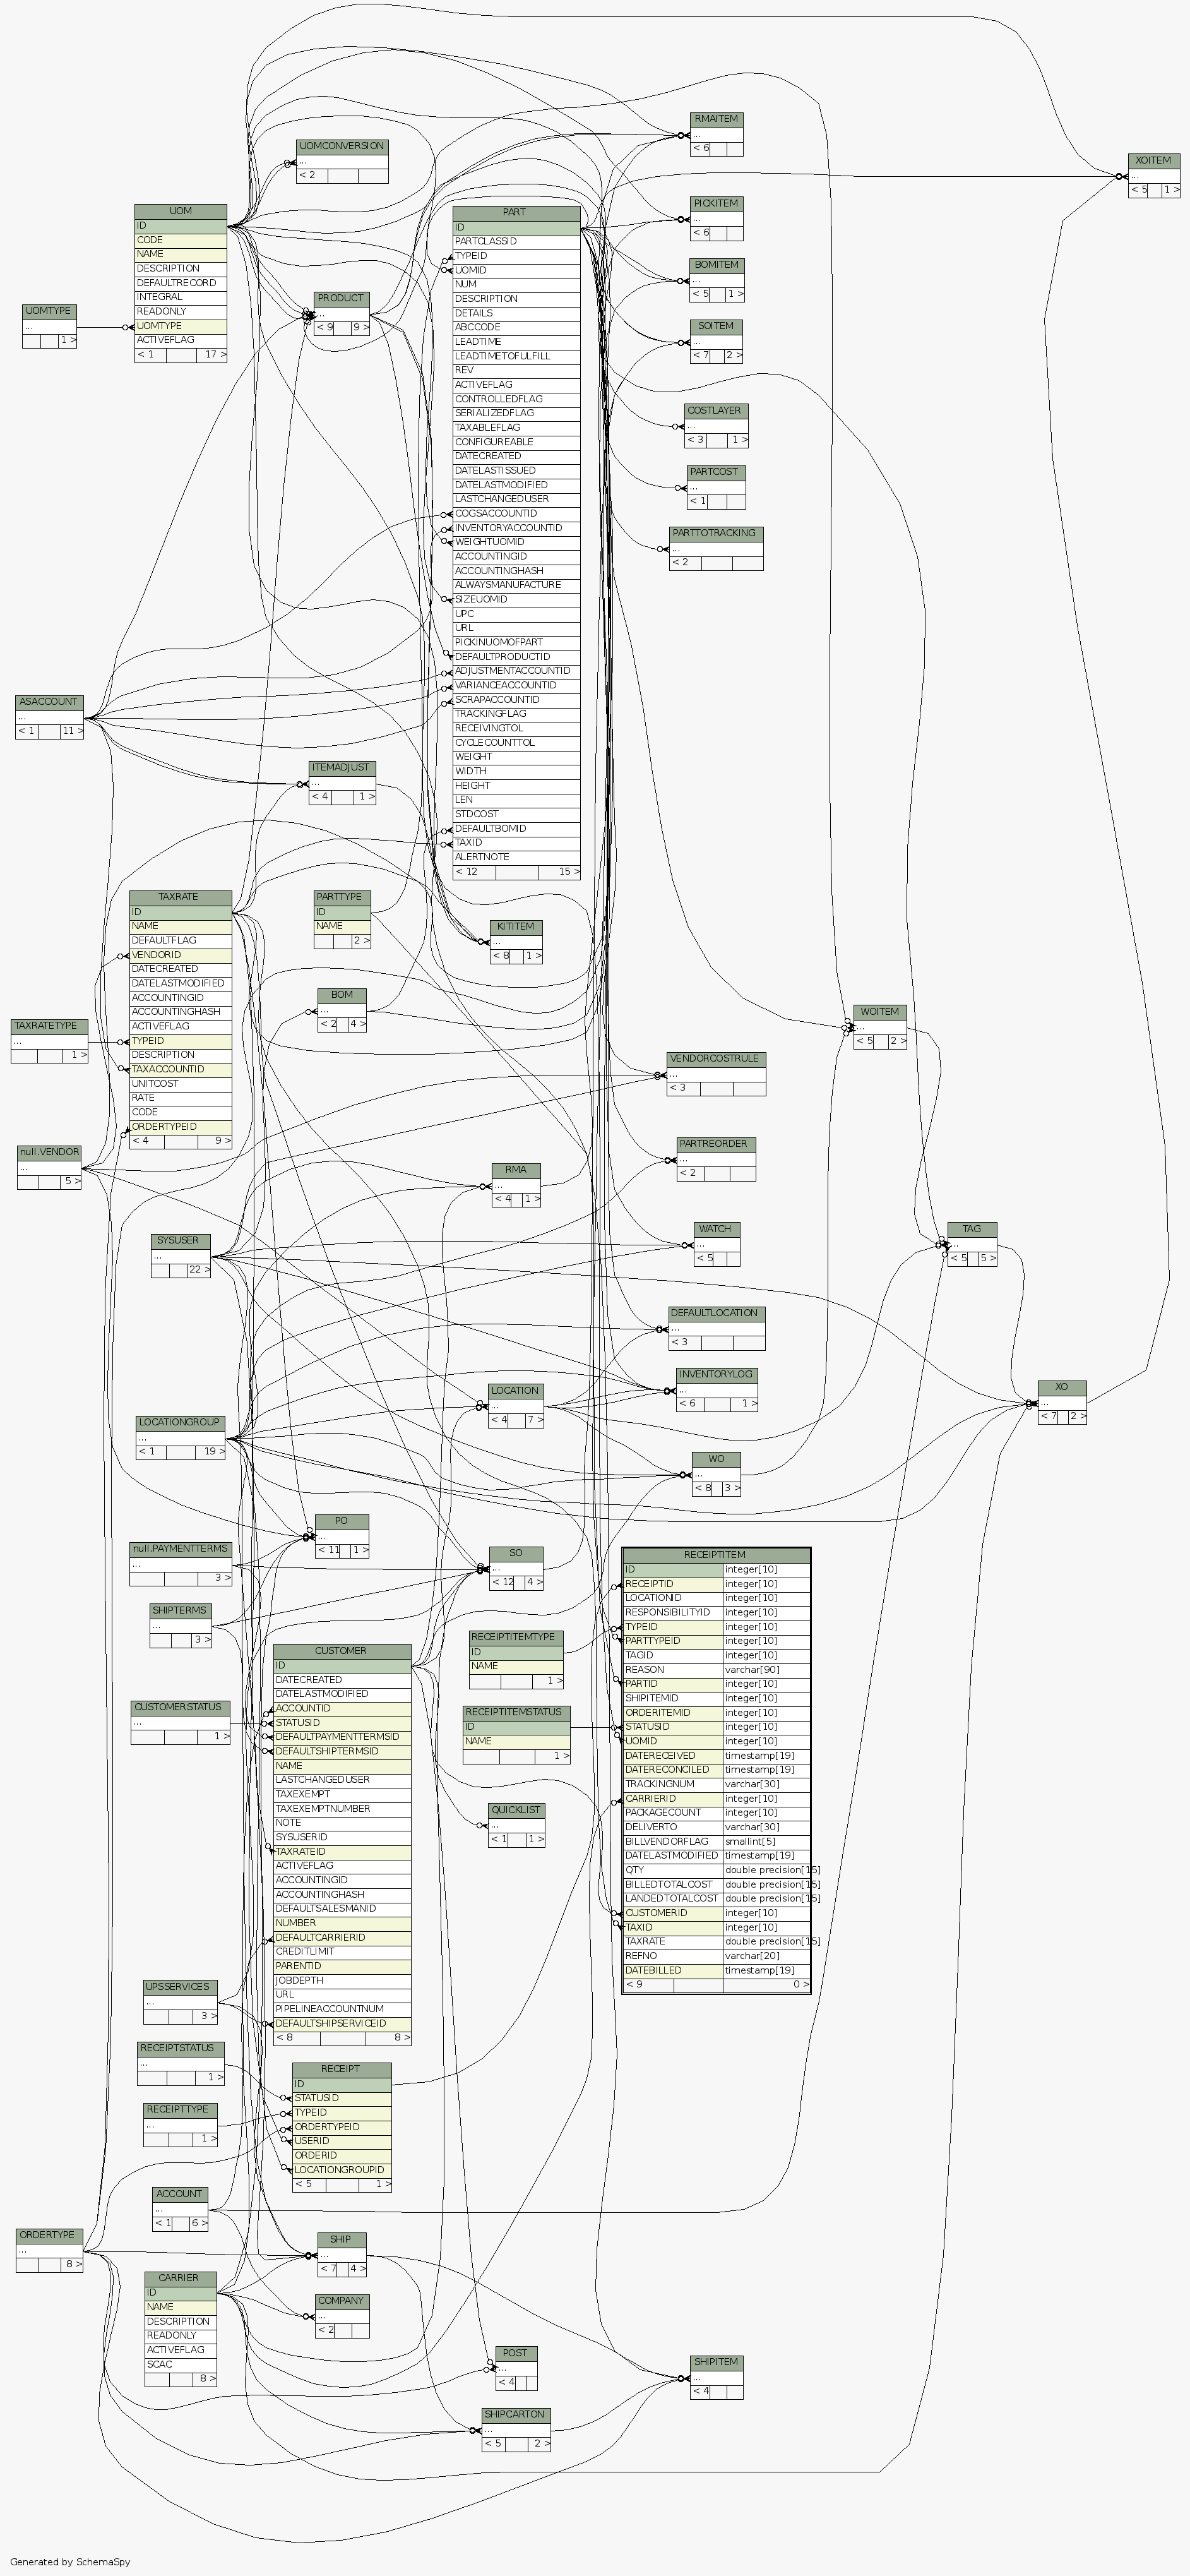 RMAITEM
...
< 6
UOMCONVERSION
...
< 2
XOITEM
...
< 5 1 >
PICKITEM
...
< 6
UOM
ID
CODE
NAME
DESCRIPTION
DEFAULTRECORD
INTEGRAL
READONLY
UOMTYPE
ACTIVEFLAG
< 1 17 >
PART
ID
PARTCLASSID
TYPEID
UOMID
NUM
DESCRIPTION
DETAILS
ABCCODE
LEADTIME
LEADTIMETOFULFILL
REV
ACTIVEFLAG
CONTROLLEDFLAG
SERIALIZEDFLAG
TAXABLEFLAG
CONFIGUREABLE
DATECREATED
DATELASTISSUED
DATELASTMODIFIED
LASTCHANGEDUSER
COGSACCOUNTID
INVENTORYACCOUNTID
WEIGHTUOMID
ACCOUNTINGID
ACCOUNTINGHASH
ALWAYSMANUFACTURE
SIZEUOMID
UPC
URL
PICKINUOMOFPART
DEFAULTPRODUCTID
ADJUSTMENTACCOUNTID
VARIANCEACCOUNTID
SCRAPACCOUNTID
TRACKINGFLAG
RECEIVINGTOL
CYCLECOUNTTOL
WEIGHT
WIDTH
HEIGHT
LEN
STDCOST
DEFAULTBOMID
TAXID
ALERTNOTE
< 12 15 >
BOMITEM
...
< 5 1 >
PRODUCT
...
< 9 9 >
UOMTYPE
...
1 >
SOITEM
...
< 7 2 >
COSTLAYER
...
< 3 1 >
PARTCOST
...
< 1
PARTTOTRACKING
...
< 2
ASACCOUNT
...
< 1 11 >
ITEMADJUST
...
< 4 1 >
TAXRATE
ID
NAME
DEFAULTFLAG
VENDORID
DATECREATED
DATELASTMODIFIED
ACCOUNTINGID
ACCOUNTINGHASH
ACTIVEFLAG
TYPEID
DESCRIPTION
TAXACCOUNTID
UNITCOST
RATE
CODE
ORDERTYPEID
< 4 9 >
PARTTYPE
ID
NAME
2 >
KITITEM
...
< 8 1 >
BOM
...
< 2 4 >
WOITEM
...
< 5 2 >
TAXRATETYPE
...
1 >
VENDORCOSTRULE
...
< 3
PARTREORDER
...
< 2
null.VENDOR
...
5 >
RMA
...
< 4 1 >
WATCH
...
< 5
TAG
...
< 5 5 >
SYSUSER
...
22 >
DEFAULTLOCATION
...
< 3
INVENTORYLOG
...
< 6 1 >
LOCATION
...
< 4 7 >
XO
...
< 7 2 >
LOCATIONGROUP
...
< 1 19 >
WO
...
< 8 3 >
PO
...
< 11 1 >
null.PAYMENTTERMS
...
3 >
SO
...
< 12 4 >
RECEIPTITEM
ID integer[10]
RECEIPTID integer[10]
LOCATIONID integer[10]
RESPONSIBILITYID integer[10]
TYPEID integer[10]
PARTTYPEID integer[10]
TAGID integer[10]
REASON varchar[90]
PARTID integer[10]
SHIPITEMID integer[10]
ORDERITEMID integer[10]
STATUSID integer[10]
UOMID integer[10]
DATERECEIVED timestamp[19]
DATERECONCILED timestamp[19]
TRACKINGNUM varchar[30]
CARRIERID integer[10]
PACKAGECOUNT integer[10]
DELIVERTO varchar[30]
BILLVENDORFLAG smallint[5]
DATELASTMODIFIED timestamp[19]
QTY double precision[15]
BILLEDTOTALCOST double precision[15]
LANDEDTOTALCOST double precision[15]
CUSTOMERID integer[10]
TAXID integer[10]
TAXRATE double precision[15]
REFNO varchar[20]
DATEBILLED timestamp[19]
< 9 0 >
SHIPTERMS
...
3 >
RECEIPTITEMTYPE
ID
NAME
1 >
CUSTOMER
ID
DATECREATED
DATELASTMODIFIED
ACCOUNTID
STATUSID
DEFAULTPAYMENTTERMSID
DEFAULTSHIPTERMSID
NAME
LASTCHANGEDUSER
TAXEXEMPT
TAXEXEMPTNUMBER
NOTE
SYSUSERID
TAXRATEID
ACTIVEFLAG
ACCOUNTINGID
ACCOUNTINGHASH
DEFAULTSALESMANID
NUMBER
DEFAULTCARRIERID
CREDITLIMIT
PARENTID
JOBDEPTH
URL
PIPELINEACCOUNTNUM
DEFAULTSHIPSERVICEID
< 8 8 >
CUSTOMERSTATUS
...
1 >
RECEIPTITEMSTATUS
ID
NAME
1 >
QUICKLIST
...
< 1 1 >
UPSSERVICES
...
3 >
RECEIPTSTATUS
...
1 >
RECEIPT
ID
STATUSID
TYPEID
ORDERTYPEID
USERID
ORDERID
LOCATIONGROUPID
< 5 1 >
RECEIPTTYPE
...
1 >
ACCOUNT
...
< 1 6 >
ORDERTYPE
...
8 >
SHIP
...
< 7 4 >
CARRIER
ID
NAME
DESCRIPTION
READONLY
ACTIVEFLAG
SCAC
8 >
COMPANY
...
< 2
POST
...
< 4
SHIPITEM
...
< 4
SHIPCARTON
...
< 5 2 >
Generated by SchemaSpy